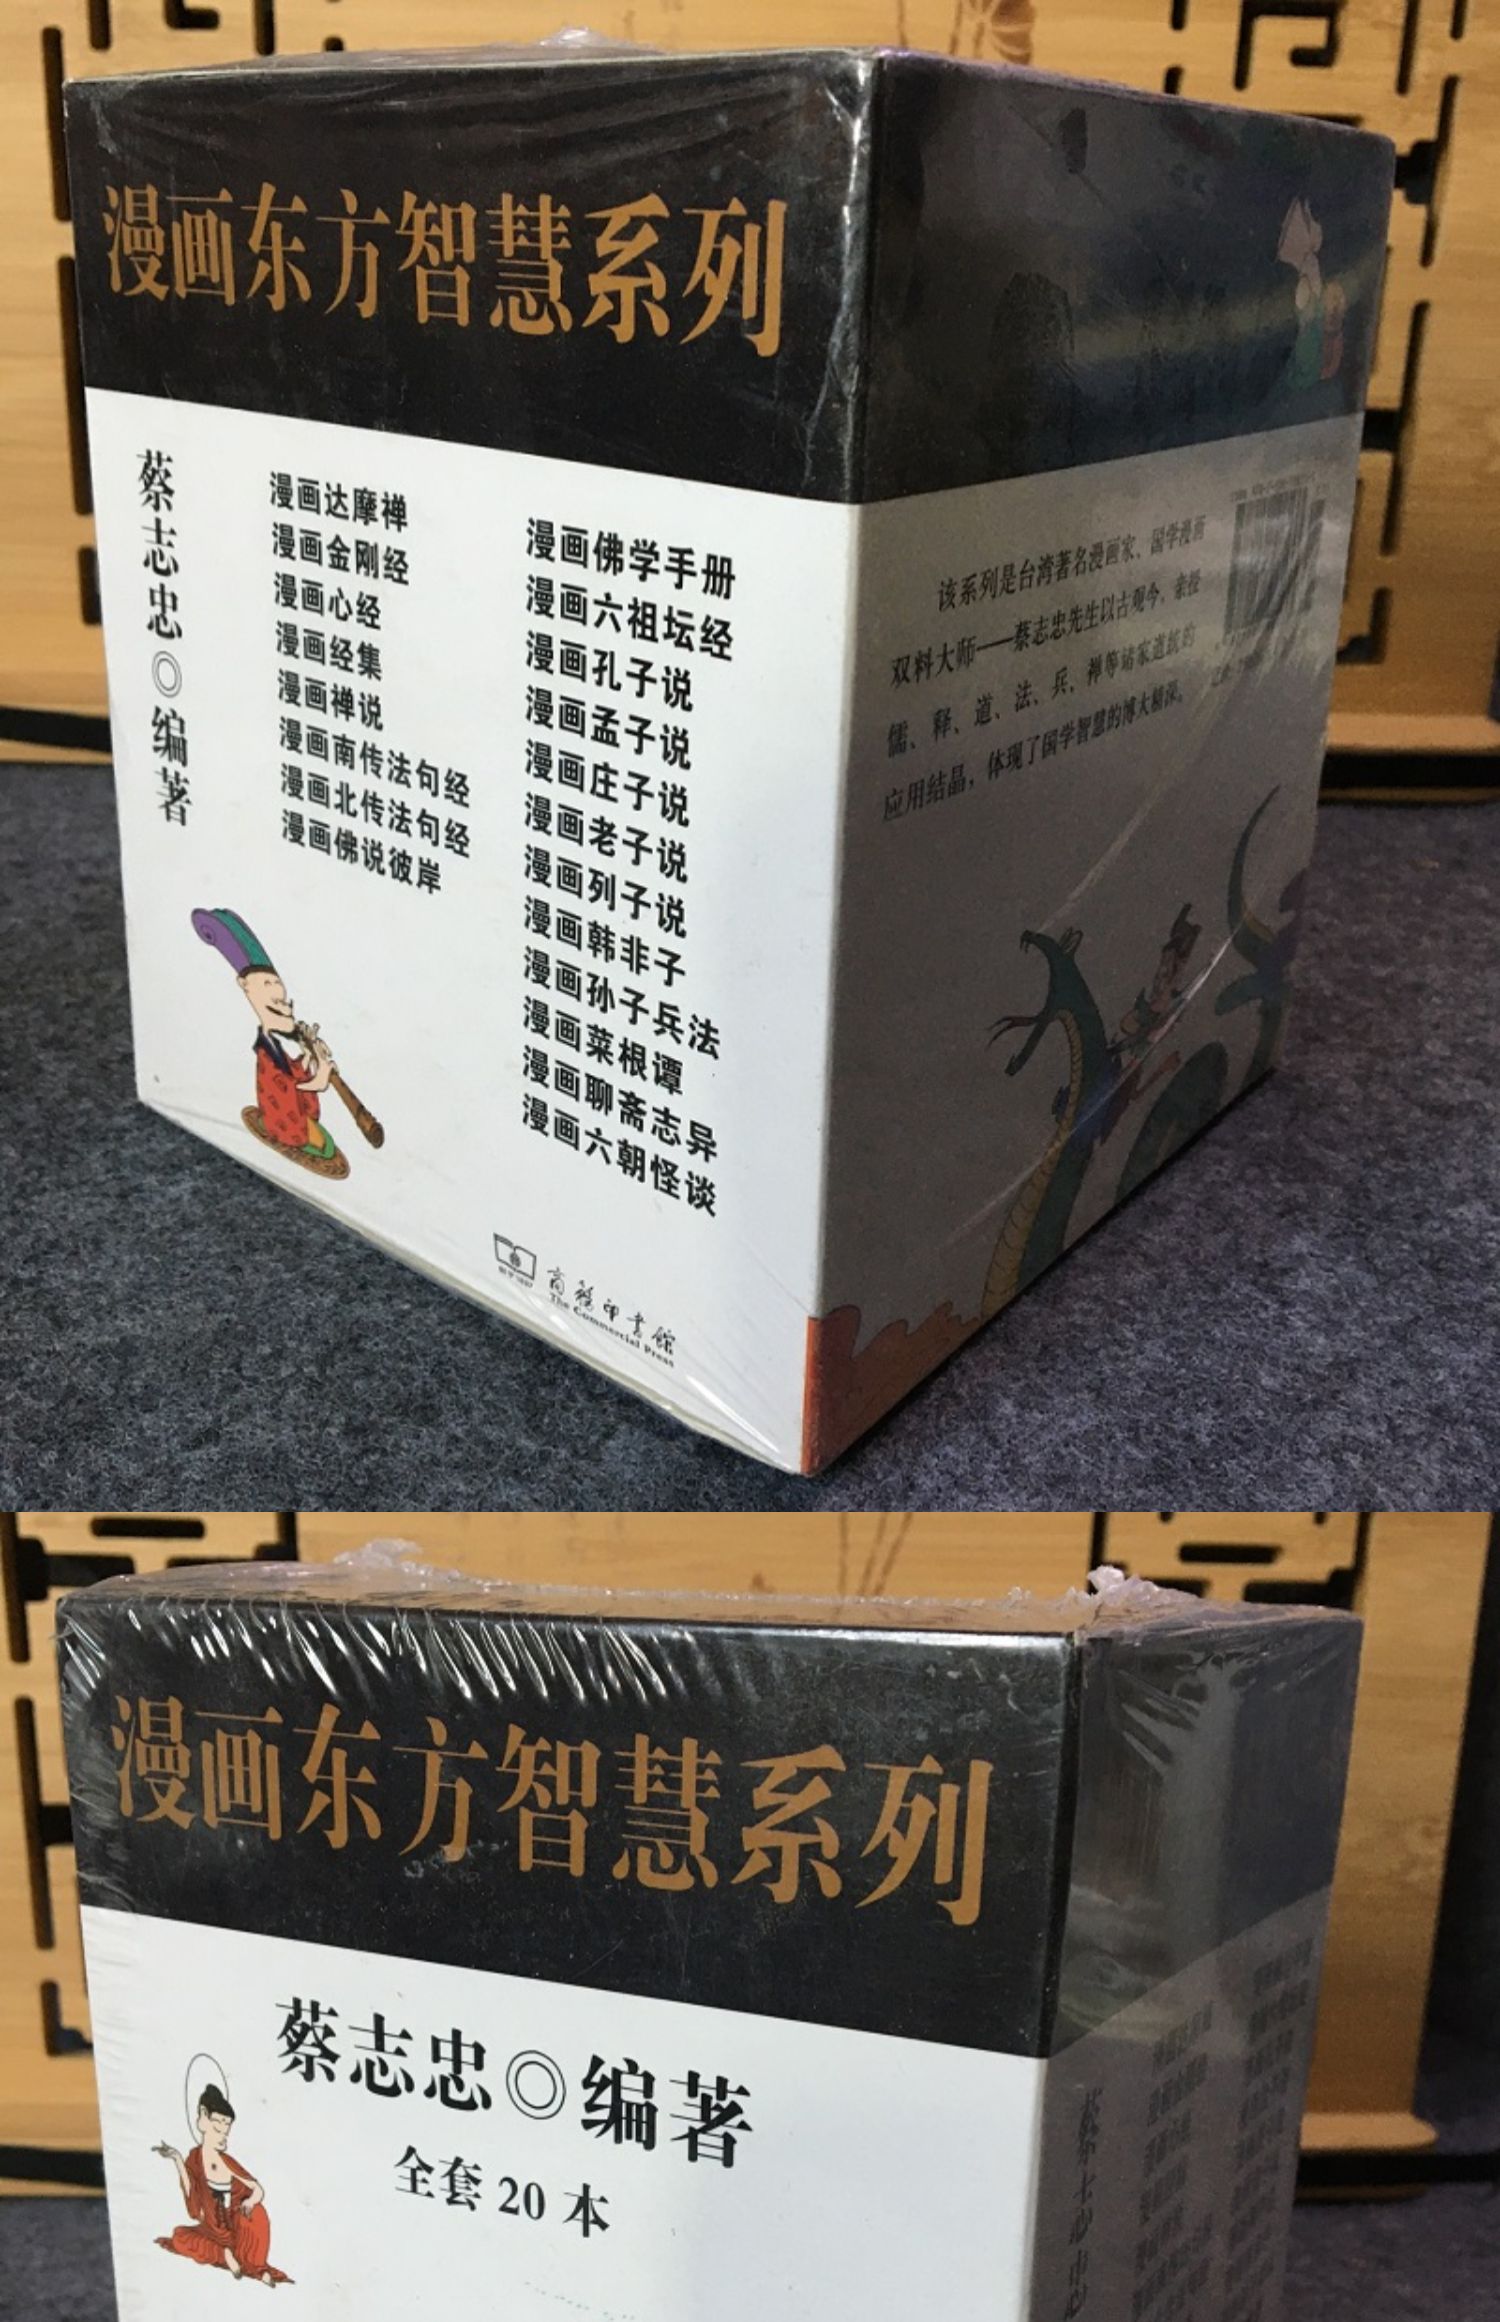 漫画东方智慧系列
蔡志忠◎编著
漫画达摩禅
漫画金刚经
漫画心经
漫画经集
漫画禅说
漫画南传法句经
漫画北传法句经
漫画佛说彼岸
漫画佛学手册
漫画六祖坛经
漫画孔子说
漫画孟子说
漫画庄子说
漫画老子说
漫画列子说
漫画韩非子
漫画孙子兵法
漫画菜根谭
漫画聊斋志异
漫画六朝怪谈
商務印書館
The Commercial Press
该系列是台湾著名漫画家、国学漫画
双料大师——蔡志忠先生以古观今，亲授
儒、释、道、法、兵、禅等诸家道统的
应用结晶，体现了国学智慧的博大精深。
漫画东方智慧系列
蔡志忠◎编著
全套 20 本